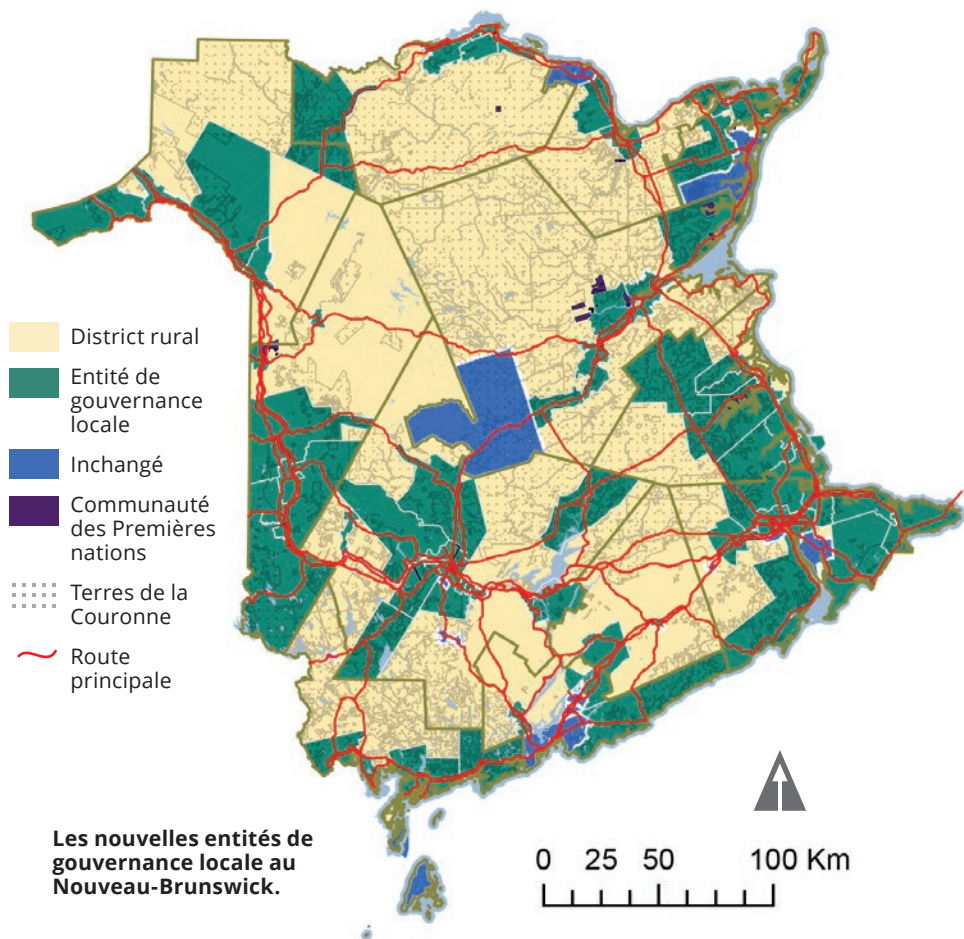 District rural
Entité de
gouvernance
locale
Inchangé
Communauté
des Premières
nations
Terres de la
Couronne
Route
principale
Les nouvelles entités de
gouvernance locale au
Nouveau-Brunswick.
0 25 50 100 Km